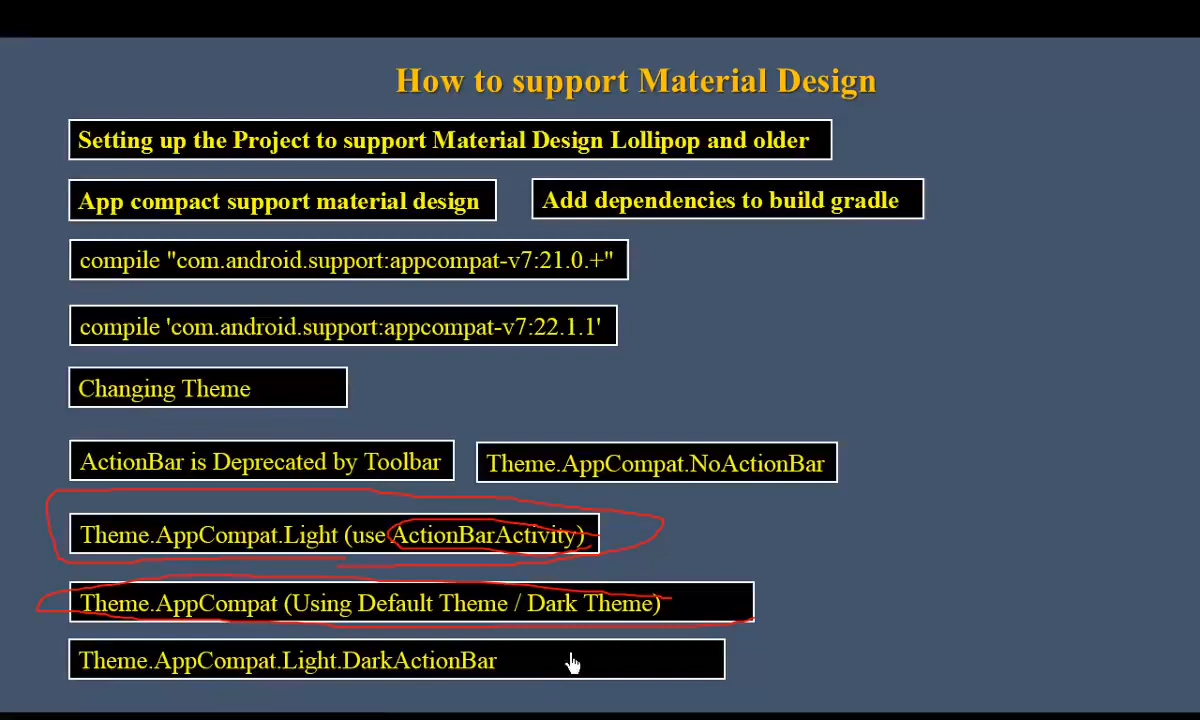 How to support Material Design
Setting up the Project to support Material Design Lollipop and older
App compact support material design
Add dependencies to build gradle
compile "com.android.support:appcompat-v7:21.0.+"
compile 'com.android.support:appcompat-v7:22.1.1'
Changing Theme
ActionBar is Deprecated by Toolbar
Theme.AppCompat.NoActionBar
Theme.AppCompat.Light (use ActionBarActivity)
Theme.AppCompat (Using Default Theme / Dark Theme)
Theme.AppCompat.Light.DarkActionBar